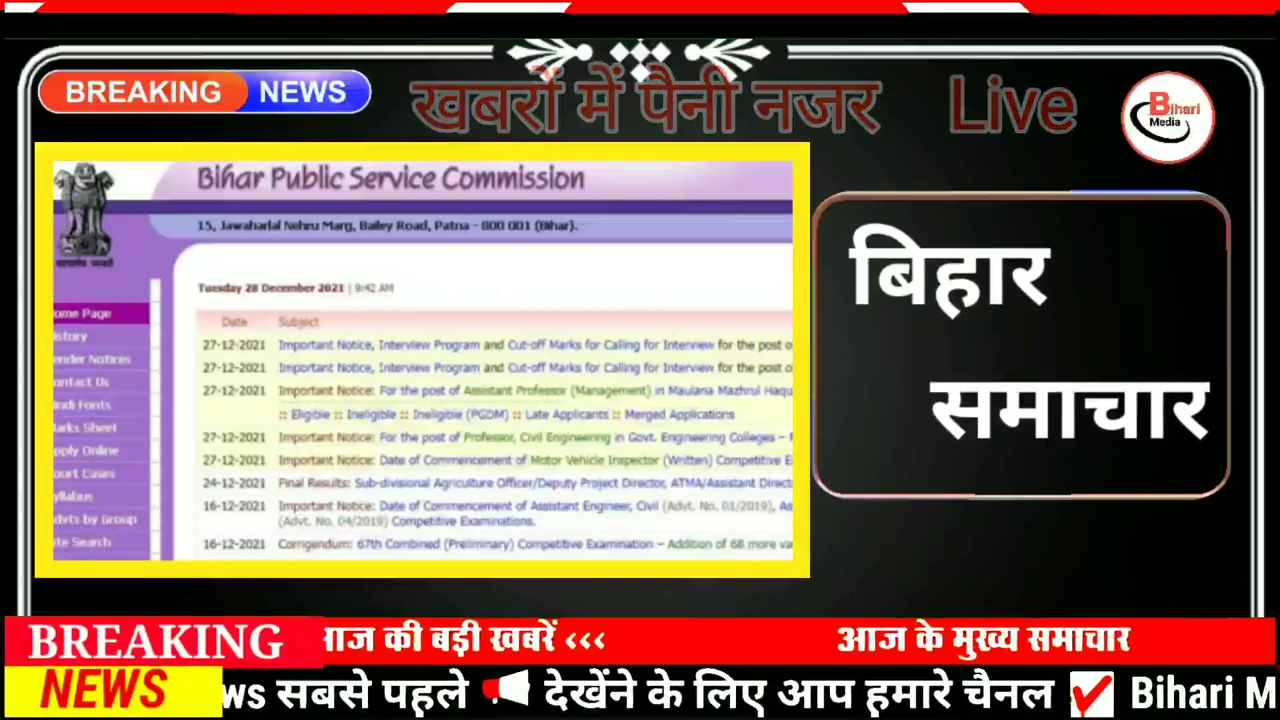 BREAKING NEWS
खबरों में पैनी नजर Live
Bihari
Media
Bihar Public Service Commission
15, Jawaharlal Nehru Marg, Bailey Road, Patna - 800 001 (Bihar).
सत्यमेव जयते
Tuesday 28 December 2021 | 9:42 AM
Date Subject
27-12-2021 Important Notice, Interview Program and Cut-off Marks for Calling for Interview for the post o
27-12-2021 Important Notice, Interview Program and Cut-off Marks for Calling for Interview for the post o
27-12-2021 Important Notice: For the post of Assistant Professor (Management) in Maulana Mazhrul Haqu
:: Eligible :: Ineligible :: Ineligible (PGDM) :: Late Applicants :: Merged Applications
27-12-2021 Important Notice: For the post of Professor, Civil Engineering in Govt. Engineering Colleges -
27-12-2021 Important Notice: Date of Commencement of Motor Vehicle Inspector (Written) Competitive E
24-12-2021 Final Results: Sub-divisional Agriculture Officer/Deputy Project Director, ATMA/Assistant Direct
16-12-2021 Important Notice: Date of Commencement of Assistant Engineer, Civil (Advt. No. 01/2019), As
(Advt. No. 04/2019) Competitive Examinations.
16-12-2021 Corrigendum: 67th Combined (Preliminary) Competitive Examination - Addition of 68 more va
ome Page
istory
ender Notices
ontact Us
indi Fonts
arks Sheet
pply Online
ourt Cases
yllabus
dvts by Group
ite Search
बिहार
समाचार
BREAKING
NEWS
आज की बड़ी खबरें ‹‹‹ आज के मुख्य समाचार
ws सबसे पहले देखेंने के लिए आप हमारे चैनल Bihari M